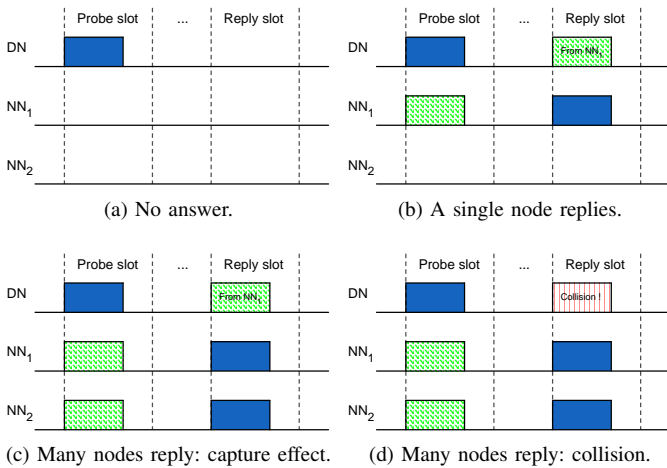 Probe slot ... Reply slot
DN
NN1
NN2
(a) No answer.
Probe slot ... Reply slot
DN From NN1
NN1
NN2
(b) A single node replies.
Probe slot ... Reply slot
DN From NN1
NN1
NN2
(c) Many nodes reply: capture effect.
Probe slot ... Reply slot
DN Collision !
NN1
NN2
(d) Many nodes reply: collision.